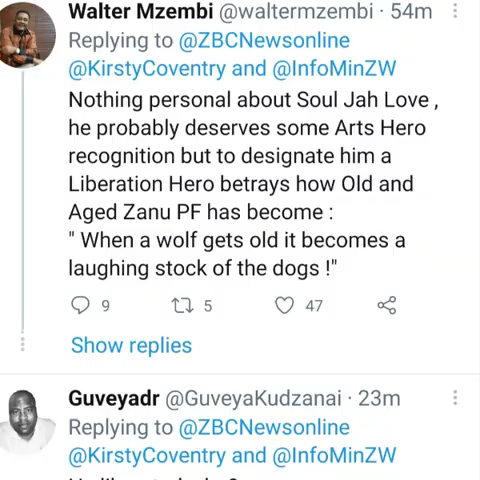 Walter Mzembi @waltermzembi · 54m
Replying to @ZBCNewsonline
@KirstyCoventry and @InfoMinZW
Nothing personal about Soul Jah Love ,
he probably deserves some Arts Hero
recognition but to designate him a
Liberation Hero betrays how Old and
Aged Zanu PF has become :
" When a wolf gets old it becomes a
laughing stock of the dogs !"
9 5 47
Show replies
Guveyadr @GuveyaKudzanai · 23m
Replying to @ZBCNewsonline
@KirstyCoventry and @InfoMinZW